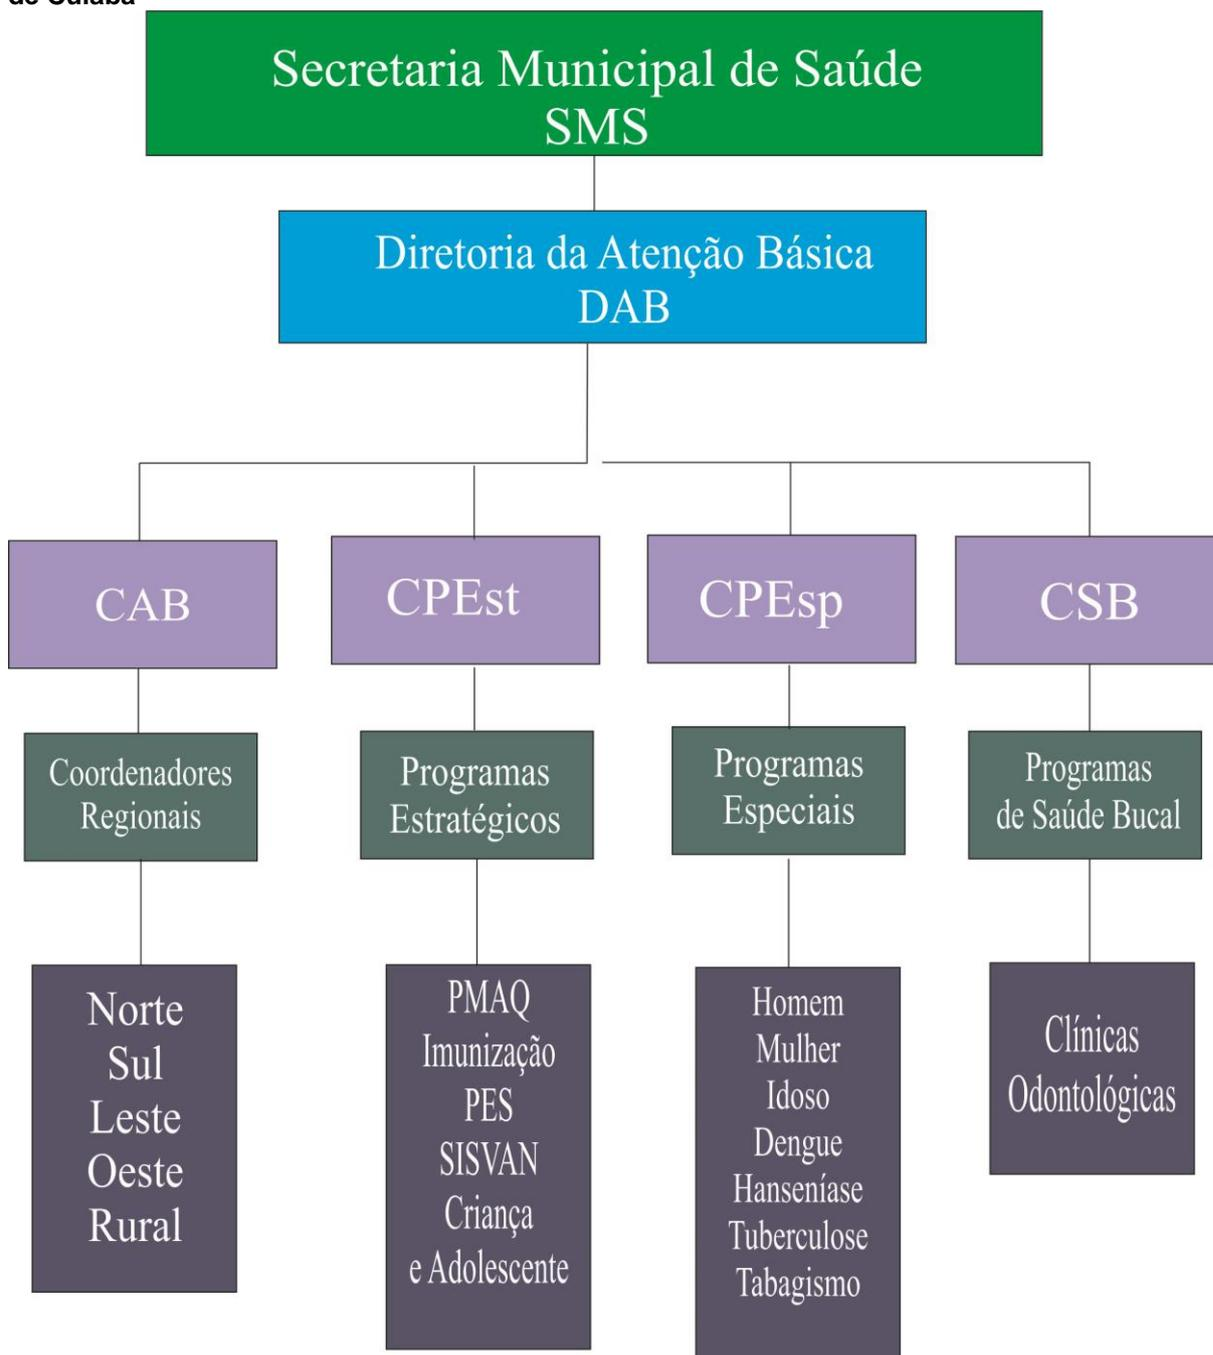 de Cuiabá
Secretaria Municipal de Saúde
SMS
Diretoria da Atenção Básica
DAB
CAB
CPEst
CPEsp
CSB
Coordenadores
Regionais
Programas
Estratégicos
Programas
Especiais
Programas
de Saúde Bucal
Norte
Sul
Leste
Oeste
Rural
PMAQ
Imunização
PES
SISVAN
Criança
e Adolescente
Homem
Mulher
Idoso
Dengue
Hanseníase
Tuberculose
Tabagismo
Clínicas
Odontológicas